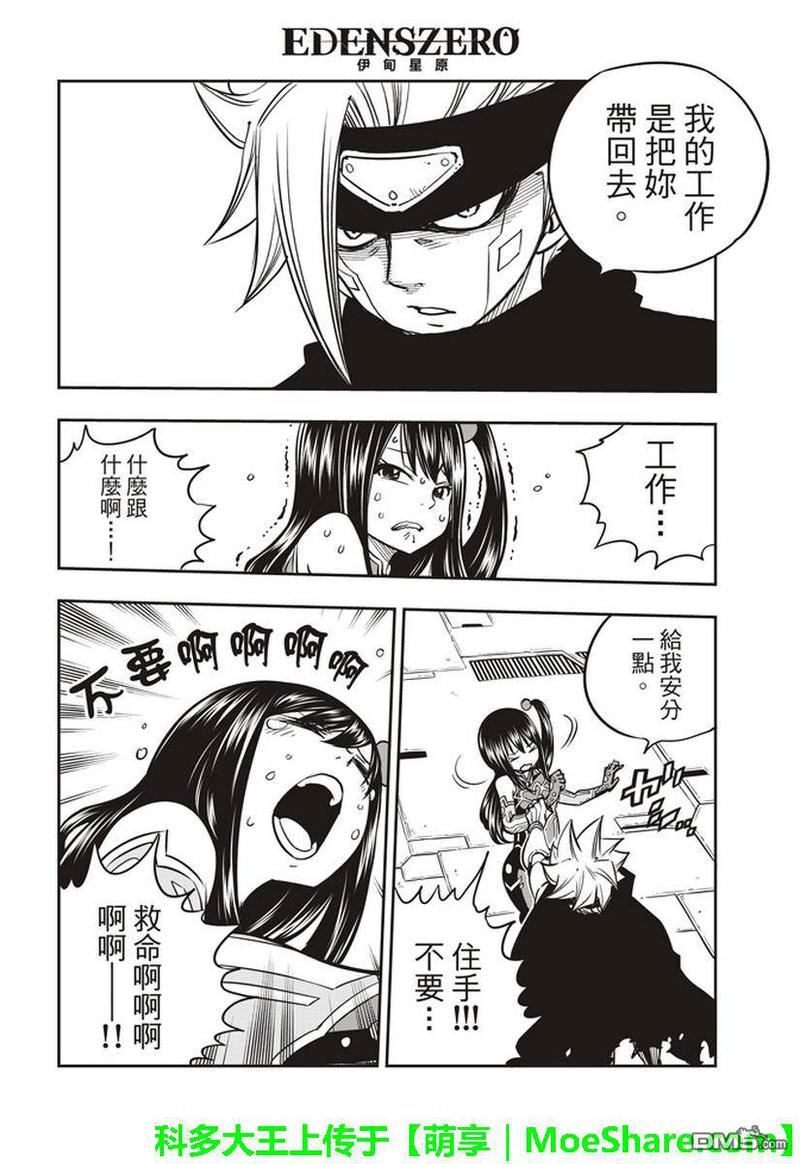 EDENSZERO
伊甸星原
我的工作
是把妳
帶回去。
工作…
什麼跟
什麼啊…！
給我安分
一點。
住手!!!
不要…
不要啊啊啊啊
救命啊啊啊
啊啊——!!
科多大王上传于【萌享｜MoeShare